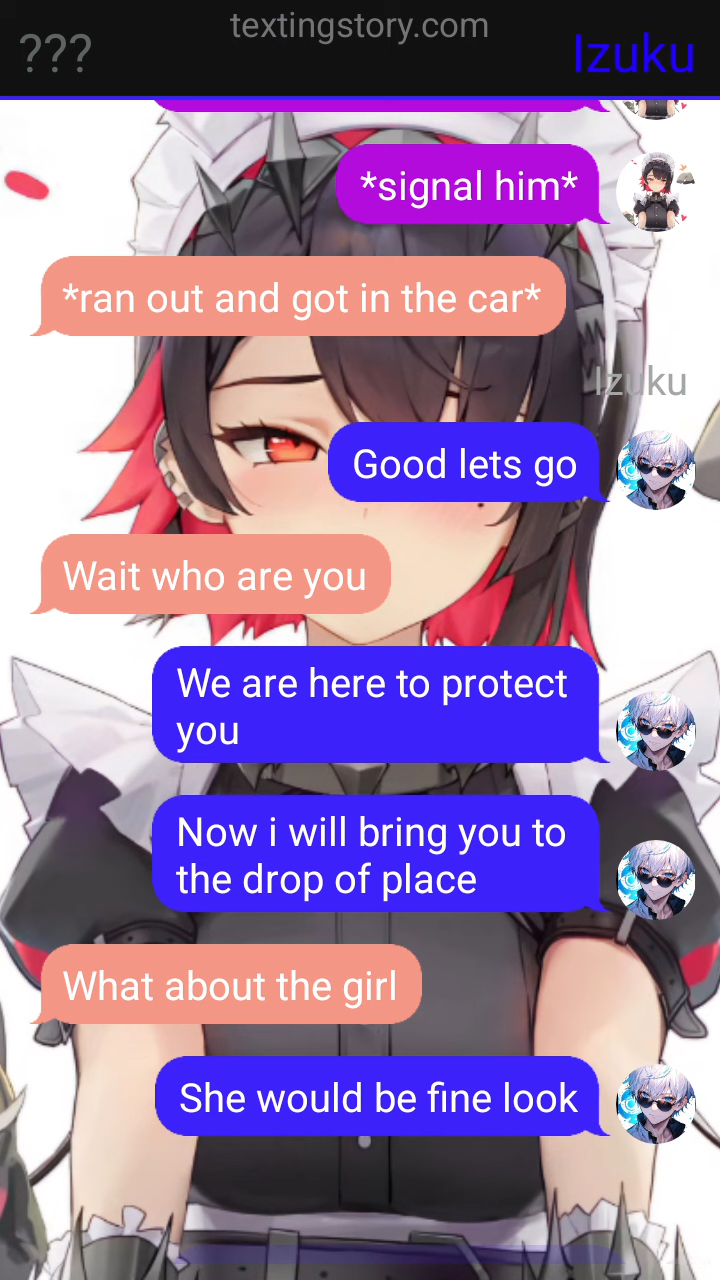 textingstory.com
???
Izuku
*signal him*
*ran out and got in the car*
Izuku
Good lets go
Wait who are you
We are here to protect
you
Now i will bring you to
the drop of place
What about the girl
She would be fine look